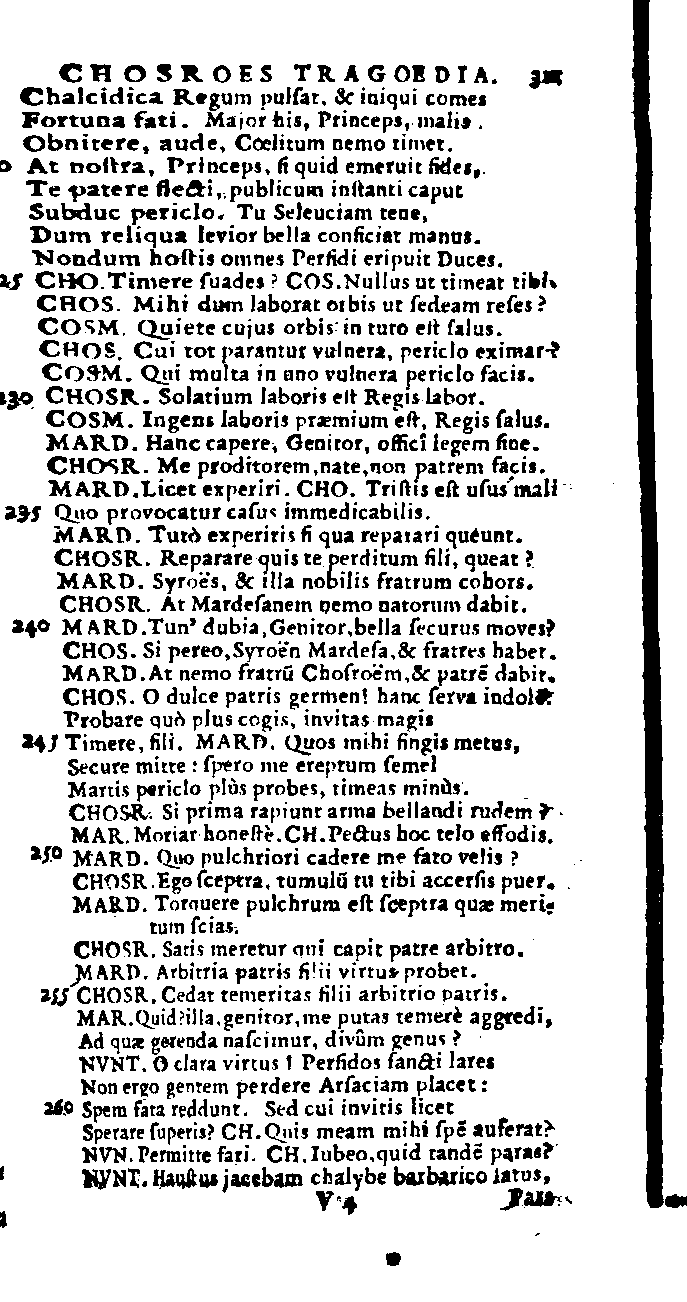 CHOSROES TRAGOEDIA.
Chalcidica Regum pulsat, & iniqui comes
Fortuna fati. Major his, Princeps, malis.
Obnitere, aude, Cœlitum nemo timet.
At nostra, Princeps, si quid emeruit fides,
Te patere flecti, publicum instanti caput
Subduc periclo. Tu Seleuciam tene,
Dum reliqua levior bella conficiat manus.
Nondum hostis omnes Perfidi eripuit Duces.
CHO. Timere suades? COS. Nullus ut timeat tibi.
CHOS. Mihi dum laborat orbis ut sedeam reses?
COSM. Quiete cujus orbis in tuto est salus.
CHOS. Cui tot parantur vulnera, periclo eximar?
COSM. Qui multa in uno vulnera periclo facis.
230 CHOSR. Solatium laboris est Regis labor.
COSM. Ingens laboris præmium est, Regis salus.
MARD. Hanc capere, Genitor, officî legem sine.
CHOSR. Me proditorem, nate, non patrem facis.
MARD. Licet experiri. CHO. Tristis est usus mali
235 Quo provocatur casus immedicabilis.
MARD. Tutò experiris si qua reparari queunt.
CHOSR. Reparare quis te perditum fili, queat?
MARD. Syroës, & illa nobilis fratrum cohors.
CHOSR. At Mardesanem nemo natorum dabit.
240 MARD. Tun' dubia, Genitor, bella securus moves?
CHOS. Si pereo, Syroën Mardesa, & fratres habet.
MARD. At nemo fratrū Chosroëm, & patrē dabit.
CHOS. O dulce patris germen! hanc serva indolē
Probare quò plus cogis, invitas magis
245 Timere, fili. MARD. Quos mihi fingis metus,
Secure mitte: spero me ereptum semel
Martis periclo plùs probes, timeas minùs.
CHOSR. Si prima rapiunt arma bellandi rudem?
MAR. Moriar honestè. CH. Pectus hoc telo effodis.
250 MARD. Quo pulchriori cadere me fato velis?
CHOSR. Ego sceptra, tumulū tu tibi accersis puer.
MARD. Torquere pulchrum est sceptra quæ meri-
tum scias.
CHOSR. Satis meretur qui capit patre arbitro.
MARD. Arbitria patris filii virtus probet.
255 CHOSR. Cedat temeritas filii arbitrio patris.
MAR. Quid? illa, genitor, me putas temerè aggredi,
Ad quæ gerenda nascimur, divûm genus?
NVNT. O clara virtus! Perfidos sancti lares
Non ergo gentem perdere Arsaciam placet:
260 Spem fata reddunt. Sed cui invitis licet
Sperare superis? CH. Quis meam mihi spē auferat?
NVN. Permitte fari. CH. Iubeo, quid tandē paras?
NVNT. Haustus jacebam chalybe barbarico latus,
V 4